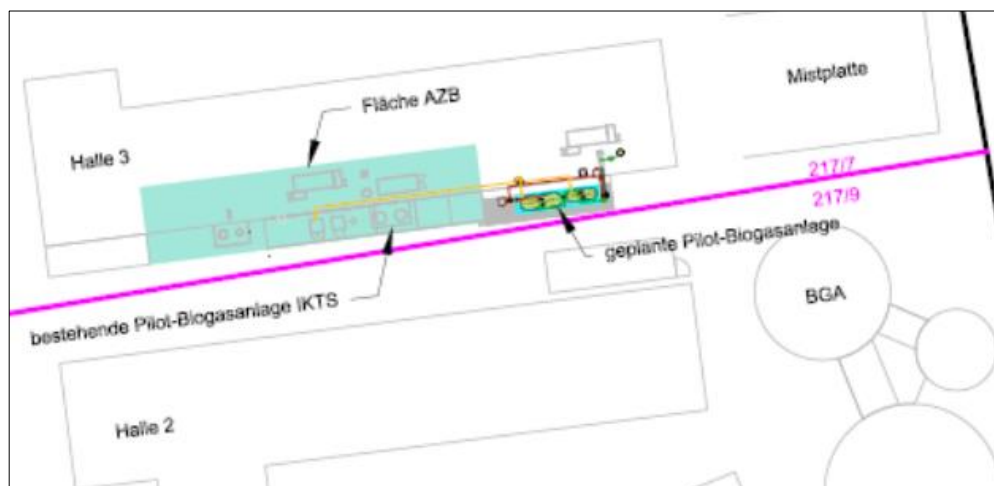 Mistplatte
Fläche AZB
Halle 3
217/7
217/9
geplante Pilot-Biogasanlage
BGA
bestehende Pilot-Biogasanlage IKTS
Halle 2